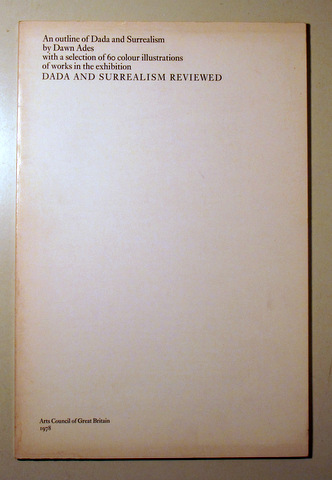 An outline of Dada and Surrealism
by Dawn Ades
with a selection of 60 colour illustrations
of works in the exhibition
DADA AND SURREALISM REVIEWED
Arts Council of Great Britain
1978